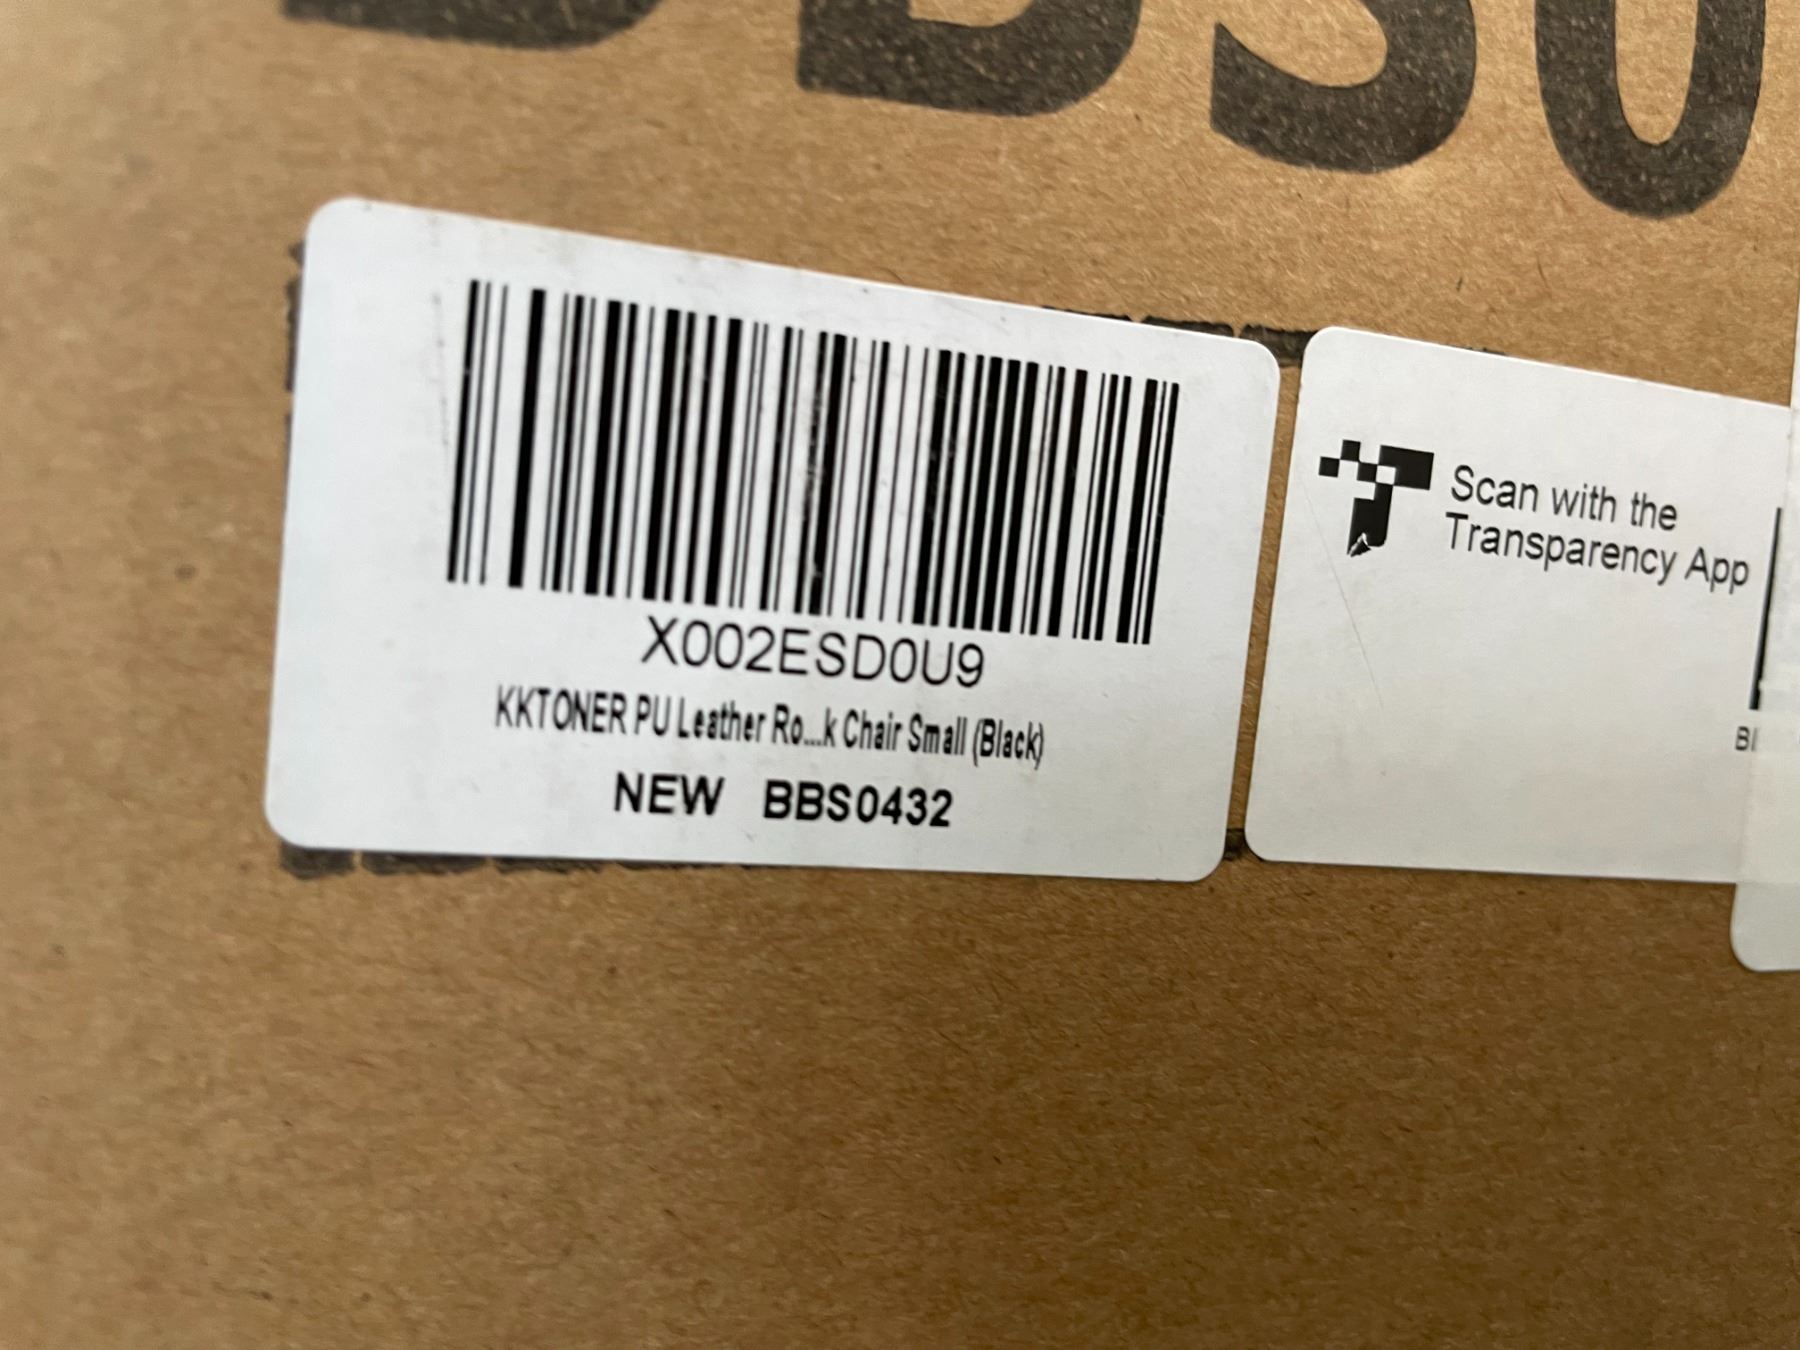 X002ESD0U9
KKTONER PU Leather Ro...k Chair Small (Black)
NEW BBS0432
Scan with the
Transparency App